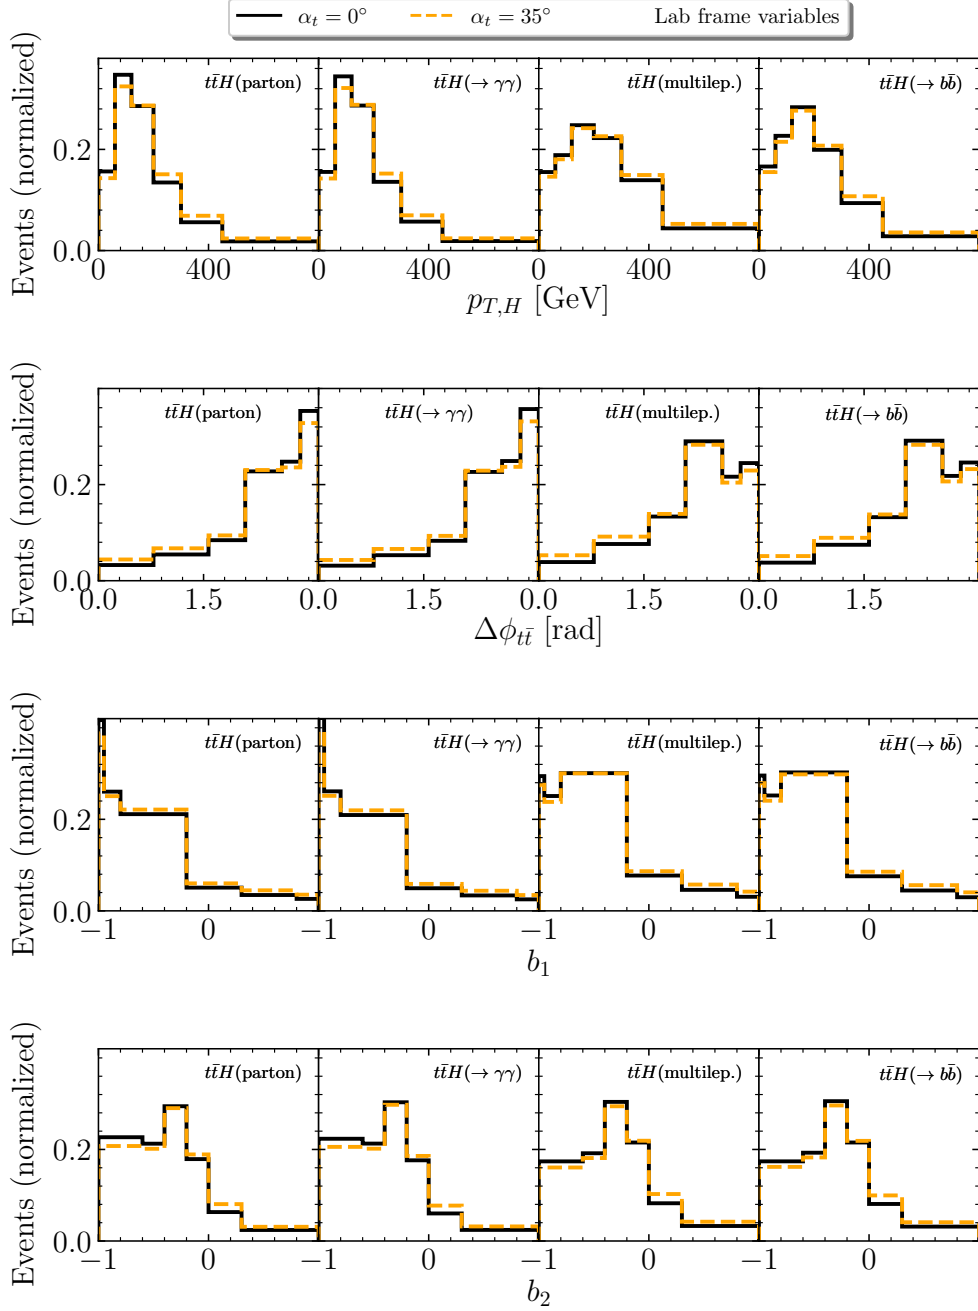 α_t = 0° α_t = 35° Lab frame variables
Events (normalized)
0.2
0.0
tt̄H(parton) tt̄H(→ γγ) tt̄H(multilep.) tt̄H(→ bb̄)
0 400 0 400 0 400 0 400
p_{T,H} [GeV]
Events (normalized)
0.2
0.0
tt̄H(parton) tt̄H(→ γγ) tt̄H(multilep.) tt̄H(→ bb̄)
0.0 1.5 0.0 1.5 0.0 1.5 0.0 1.5
Δϕ_{tt̄} [rad]
Events (normalized)
0.2
0.0
tt̄H(parton) tt̄H(→ γγ) tt̄H(multilep.) tt̄H(→ bb̄)
−1 0 −1 0 −1 0 −1 0
b_1
Events (normalized)
0.2
0.0
tt̄H(parton) tt̄H(→ γγ) tt̄H(multilep.) tt̄H(→ bb̄)
−1 0 −1 0 −1 0 −1 0
b_2